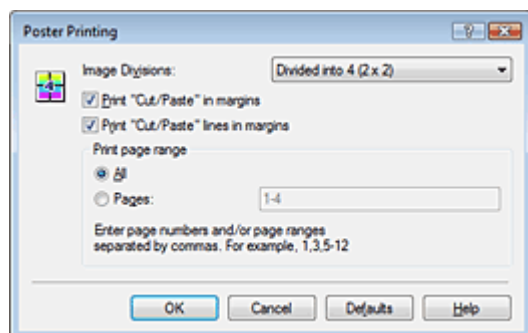 Poster Printing
Image Divisions: Divided into 4 (2 x 2)
4
Print "Cut/Paste" in margins
Print "Cut/Paste" lines in margins
Print page range
All
Pages: 1-4
Enter page numbers and/or page ranges
separated by commas. For example, 1,3,5-12
OK Cancel Defaults Help